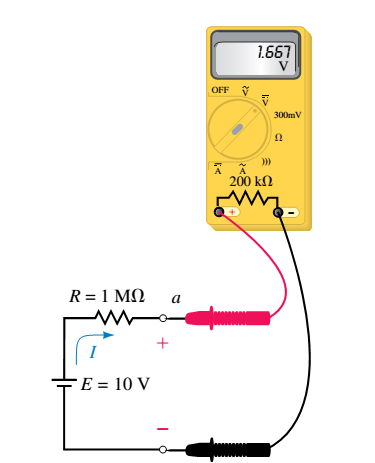 1.667
V
OFF
Ṽ
V
300mV
Ω
)))
A
Ã
200 kΩ
+
-
R = 1 MΩ
a
+
I
E = 10 V
–